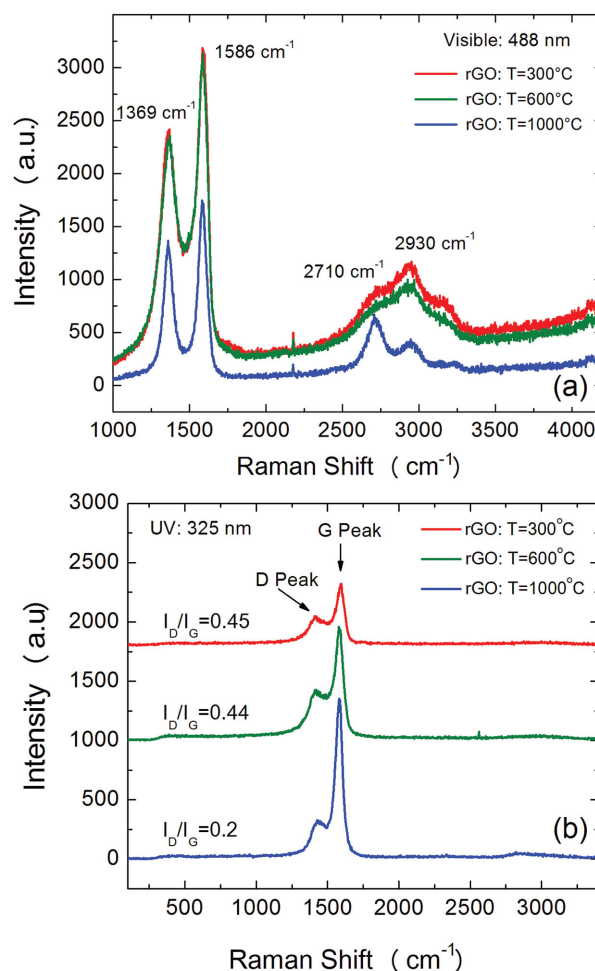 1586 cm-1
Visible: 488 nm
rGO: T=300°C
rGO: T=600°C
rGO: T=1000°C
1369 cm-1
2710 cm-1
2930 cm-1
3000
2500
2000
1500
1000
500
0
Intensity ( a.u.)
(a)
1000 1500 2000 2500 3000 3500 4000
Raman Shift ( cm-1)
UV: 325 nm
G Peak
D Peak
rGO: T=300°C
rGO: T=600°C
rGO: T=1000°C
ID/IG=0.45
ID/IG=0.44
ID/IG=0.2
3000
2500
2000
1500
1000
500
0
Intensity ( a.u)
(b)
500 1000 1500 2000 2500 3000
Raman Shift ( cm-1)